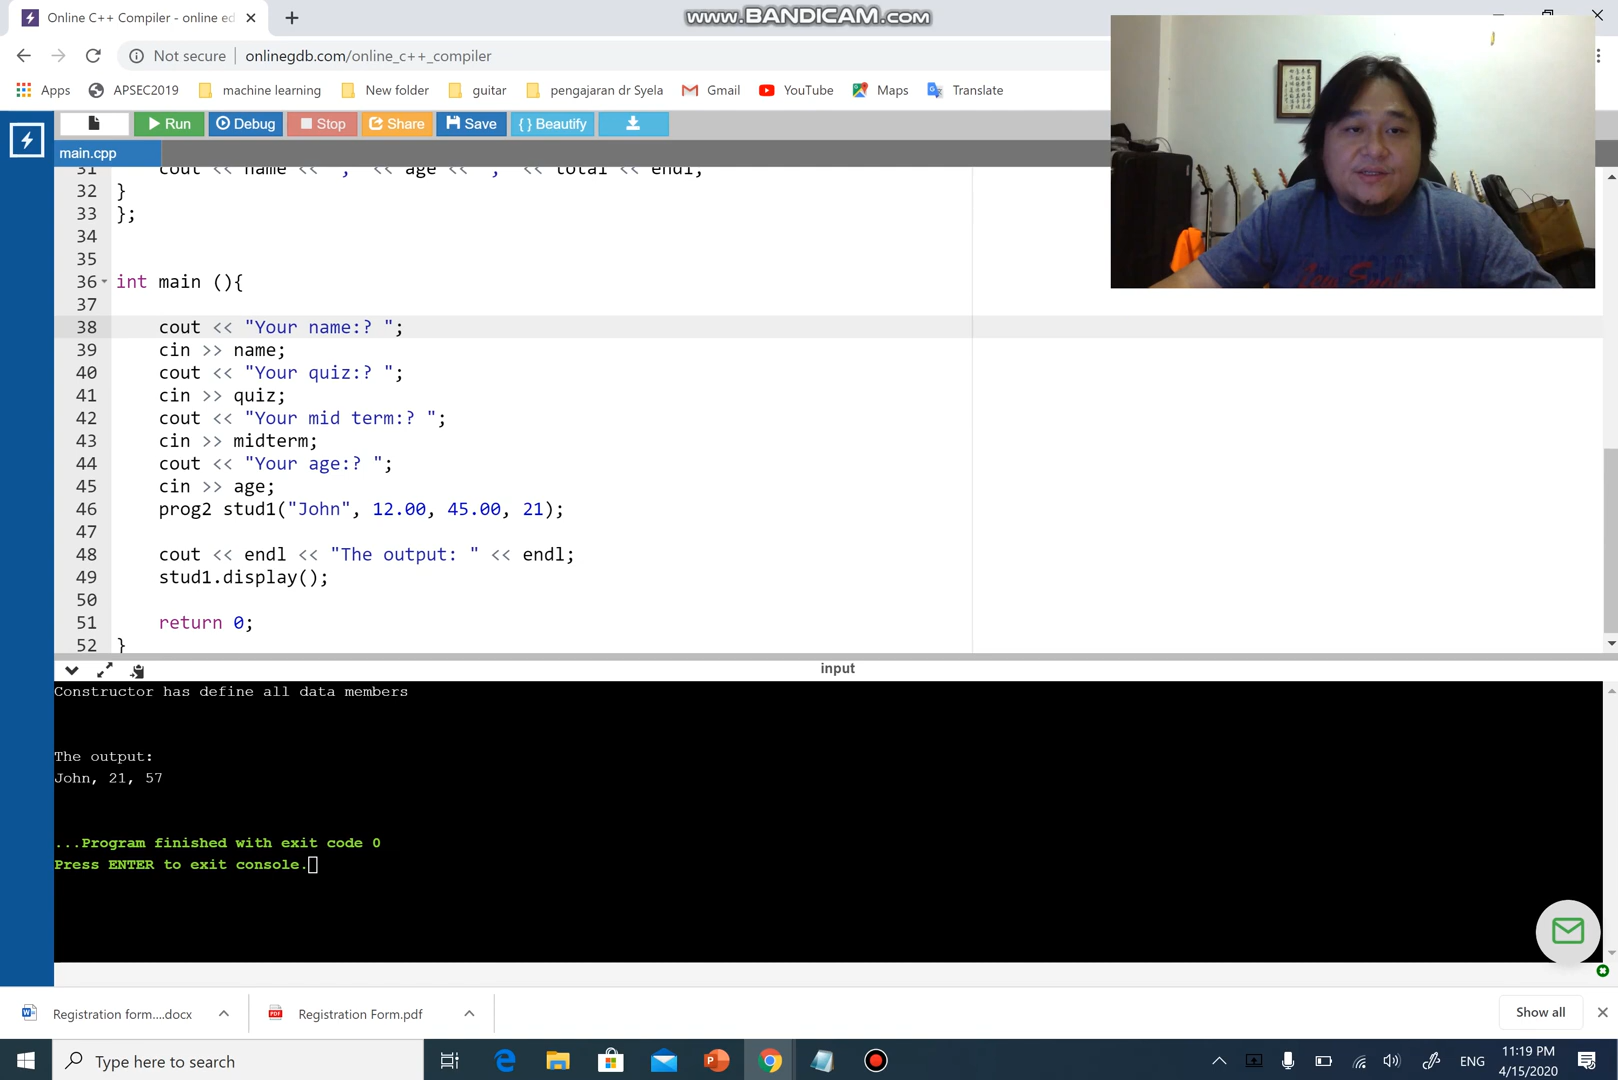 Online C++ Compiler - online ed
www.BANDICAM.com
Not secure
onlinegdb.com/online_c++_compiler
Apps
APSEC2019
machine learning
New folder
guitar
pengajaran dr Syela
Gmail
YouTube
Maps
Translate
Run
Debug
Stop
Share
Save
{ } Beautify
main.cpp
31 cout << name << ", " << age << ", " << total << endl;
32 }
33 };
34
35
36 int main (){
37
38 cout << "Your name:? ";
39 cin >> name;
40 cout << "Your quiz:? ";
41 cin >> quiz;
42 cout << "Your mid term:? ";
43 cin >> midterm;
44 cout << "Your age:? ";
45 cin >> age;
46 prog2 stud1("John", 12.00, 45.00, 21);
47
48 cout << endl << "The output: " << endl;
49 stud1.display();
50
51 return 0;
52 }
input
Constructor has define all data members
The output:
John, 21, 57
...Program finished with exit code 0
Press ENTER to exit console.
Registration form....docx
Registration Form.pdf
Show all
Type here to search
ENG
11:19 PM
4/15/2020